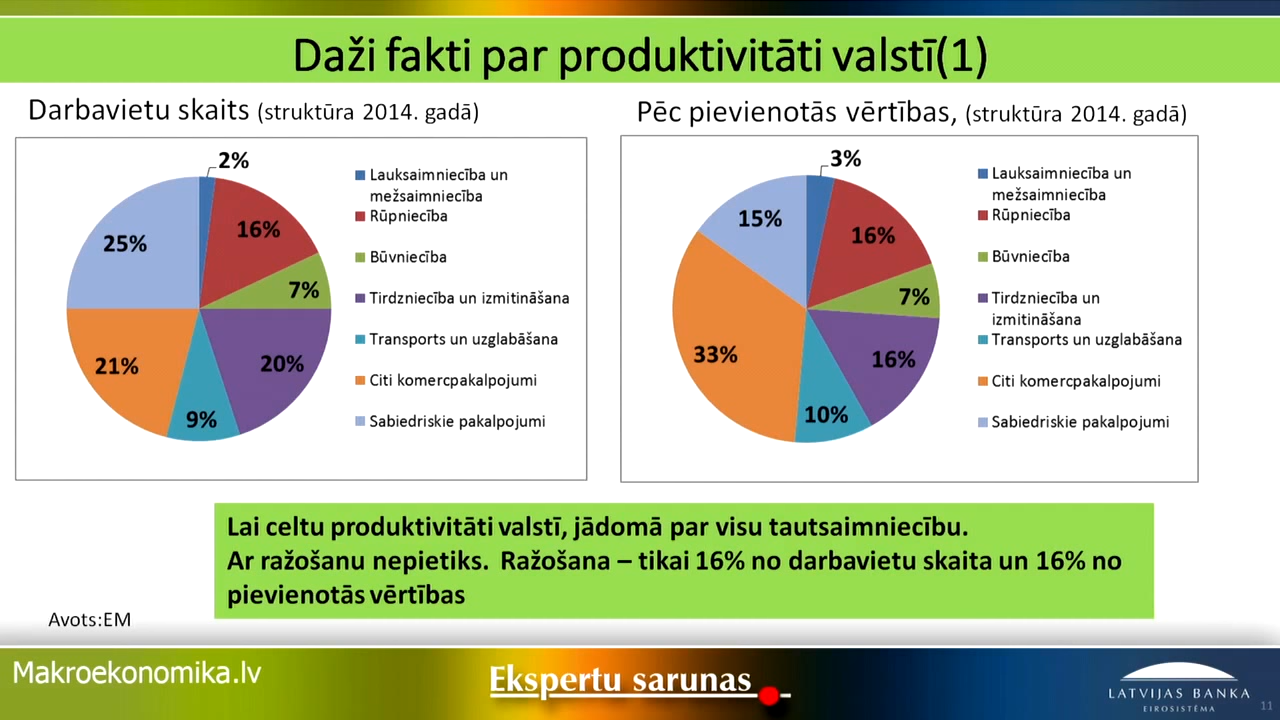 Daži fakti par produktivitāti valstī(1)
Darbavietu skaits (struktūra 2014. gadā)
2%
16%
7%
20%
9%
21%
25%
Lauksaimniecība un
mežsaimniecība
Rūpniecība
Būvniecība
Tirdzniecība un izmitināšana
Transports un uzglabāšana
Citi komercpakalpojumi
Sabiedriskie pakalpojumi
Pēc pievienotās vērtības, (struktūra 2014. gadā)
3%
16%
7%
16%
10%
33%
15%
Lauksaimniecība un
mežsaimniecība
Rūpniecība
Būvniecība
Tirdzniecība un
izmitināšana
Transports un uzglabāšana
Citi komercpakalpojumi
Sabiedriskie pakalpojumi
Lai celtu produktivitāti valstī, jādomā par visu tautsaimniecību.
Ar ražošanu nepietiks. Ražošana – tikai 16% no darbavietu skaita un 16% no
pievienotās vērtības
Avots:EM
Makroekonomika.lv
Ekspertu sarunas
LATVIJAS BANKA
EIROSISTĒMA
11